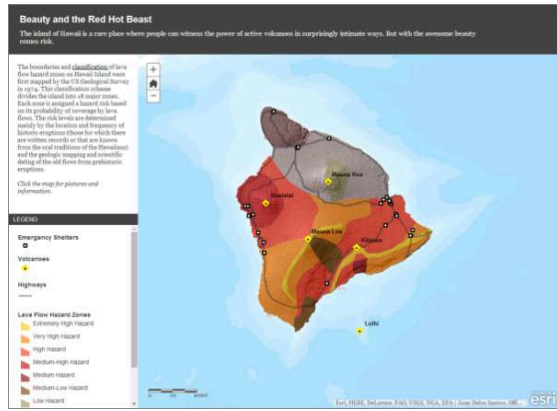 Beauty and the Red Hot Beast
The island of Hawaii is a rare place where people can witness the power of active volcanoes in surprisingly intimate ways. But with the awesome beauty
comes risk.
The boundaries and classification of lava
flow hazard zones on Hawaii Island were
first mapped by the US Geological Survey
in 1974. This classification scheme
divides the island into 18 major zones.
Each zone is assigned a hazard risk based
on its probability of coverage by lava
flows. The risk levels are determined
mainly by the location and frequency of
historic eruptions (those for which there
are written records or that are known
from the oral traditions of the Hawaiians)
and the geologic mapping and scientific
dating of the old flows from prehistoric
eruptions.
Click the map for pictures and
information.
LEGEND
Emergency Shelters
Volcanoes
Highways
Lava Flow Hazard Zones
Extremely High Hazard
Very High Hazard
High Hazard
Medium-High Hazard
Medium Hazard
Medium-Low Hazard
Low Hazard
+
−
Mauna Kea
Hualalai
Mauna Loa
Kilauea
Loihi
Esri, HERE, DeLorme, FAO, USGS, NGA, EPA |
esri